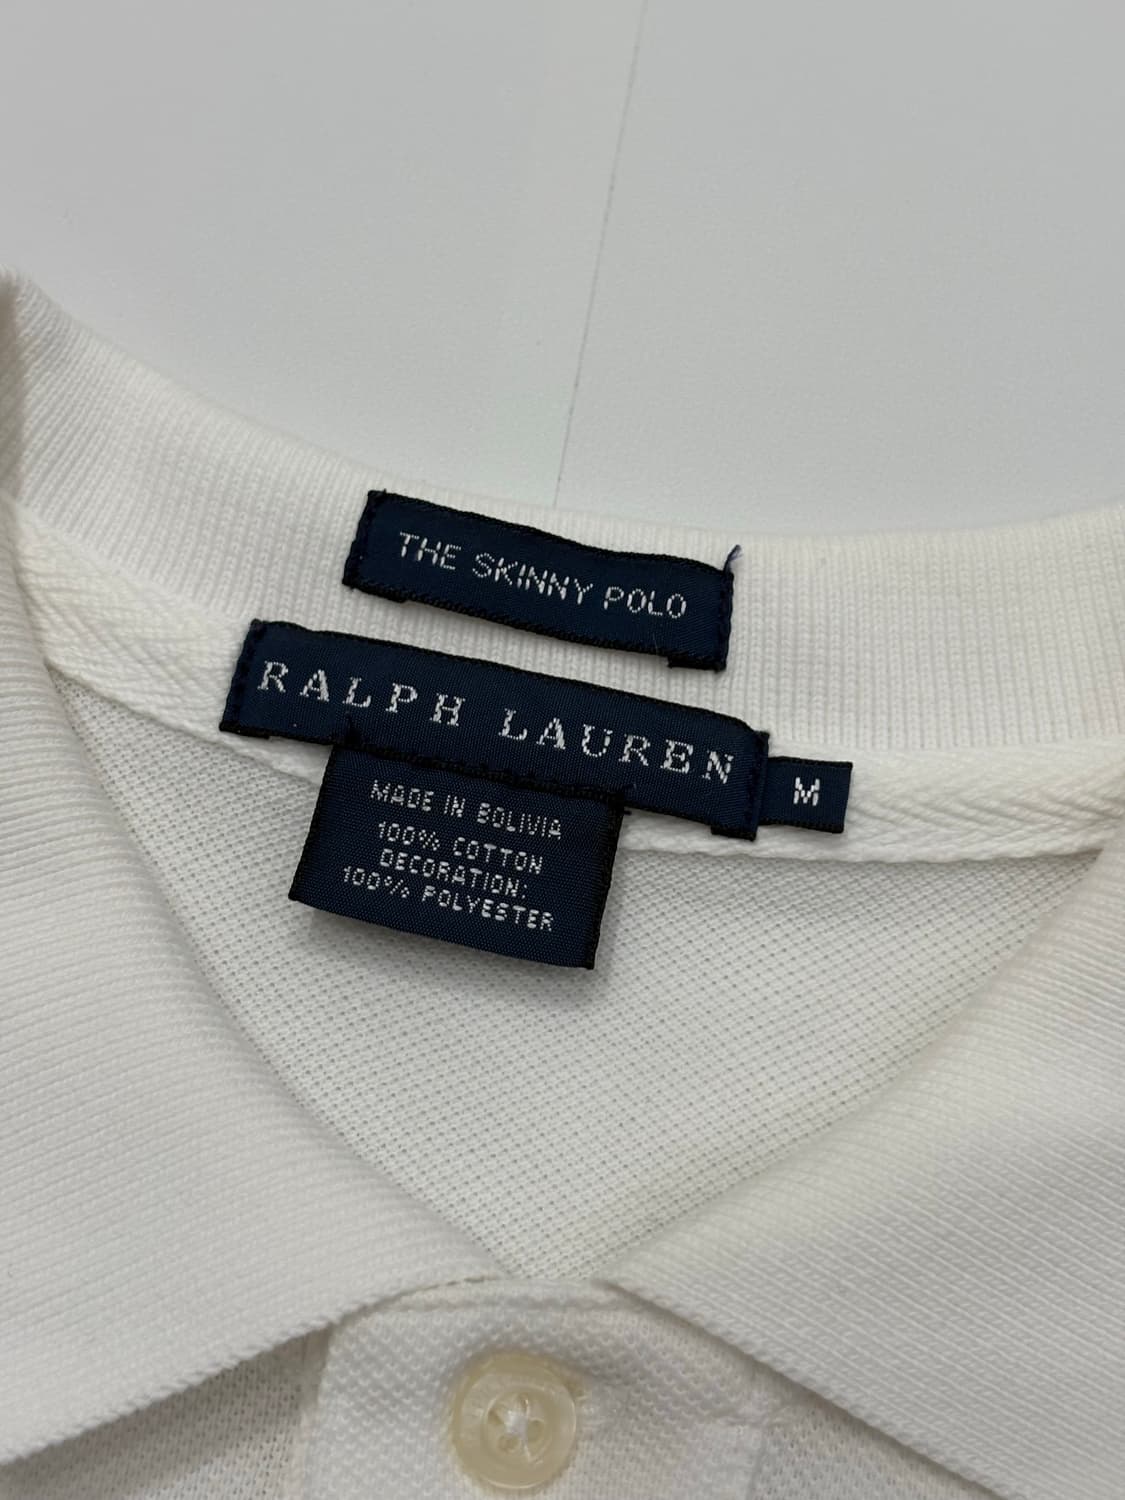 THE SKINNY POLO
RALPH LAUREN
M
MADE IN BOLIVIA
100% COTTON
DECORATION:
100% POLYESTER